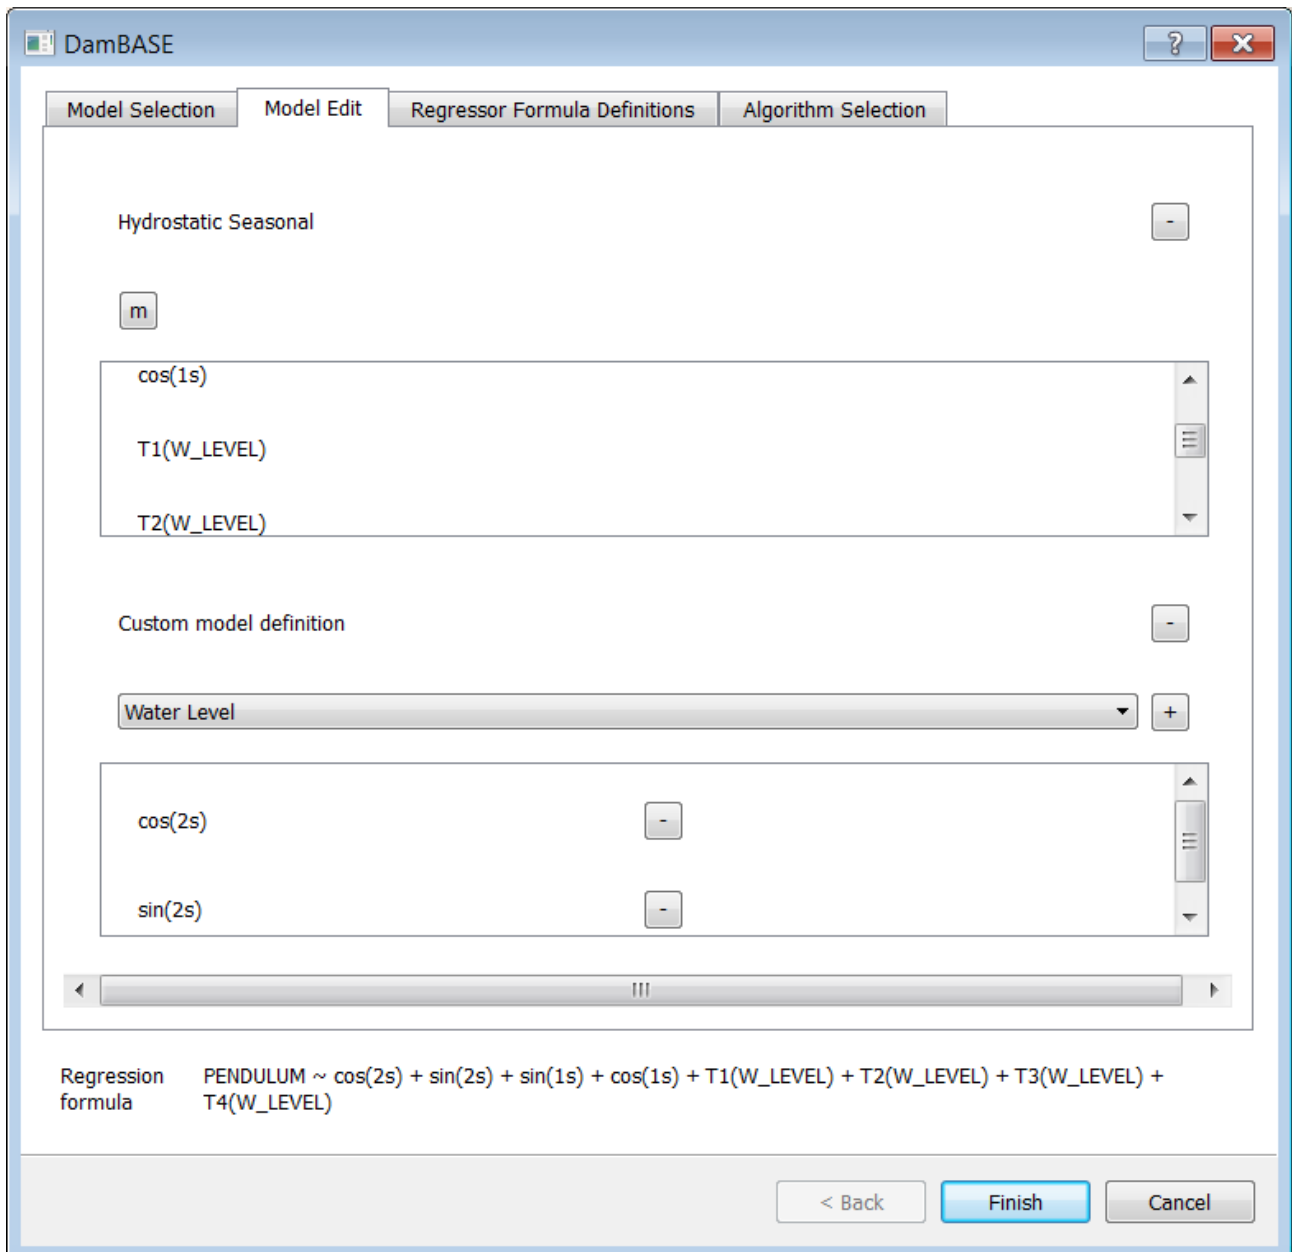 DamBASE
?
Model Selection Model Edit Regressor Formula Definitions Algorithm Selection
Hydrostatic Seasonal -
m
cos(1s)
T1(W_LEVEL)
T2(W_LEVEL)
Custom model definition -
Water Level +
cos(2s) -
sin(2s) -
Regression PENDULUM ~ cos(2s) + sin(2s) + sin(1s) + cos(1s) + T1(W_LEVEL) + T2(W_LEVEL) + T3(W_LEVEL) +
formula T4(W_LEVEL)
< Back Finish Cancel